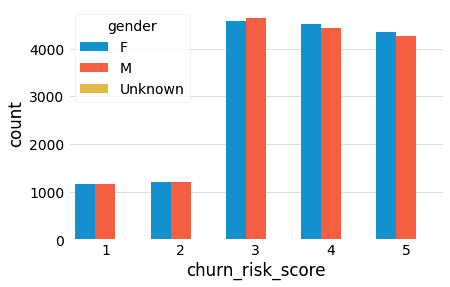 gender
F
M
Unknown
4000
3000
2000
1000
0
count
1 2 3 4 5
churn_risk_score